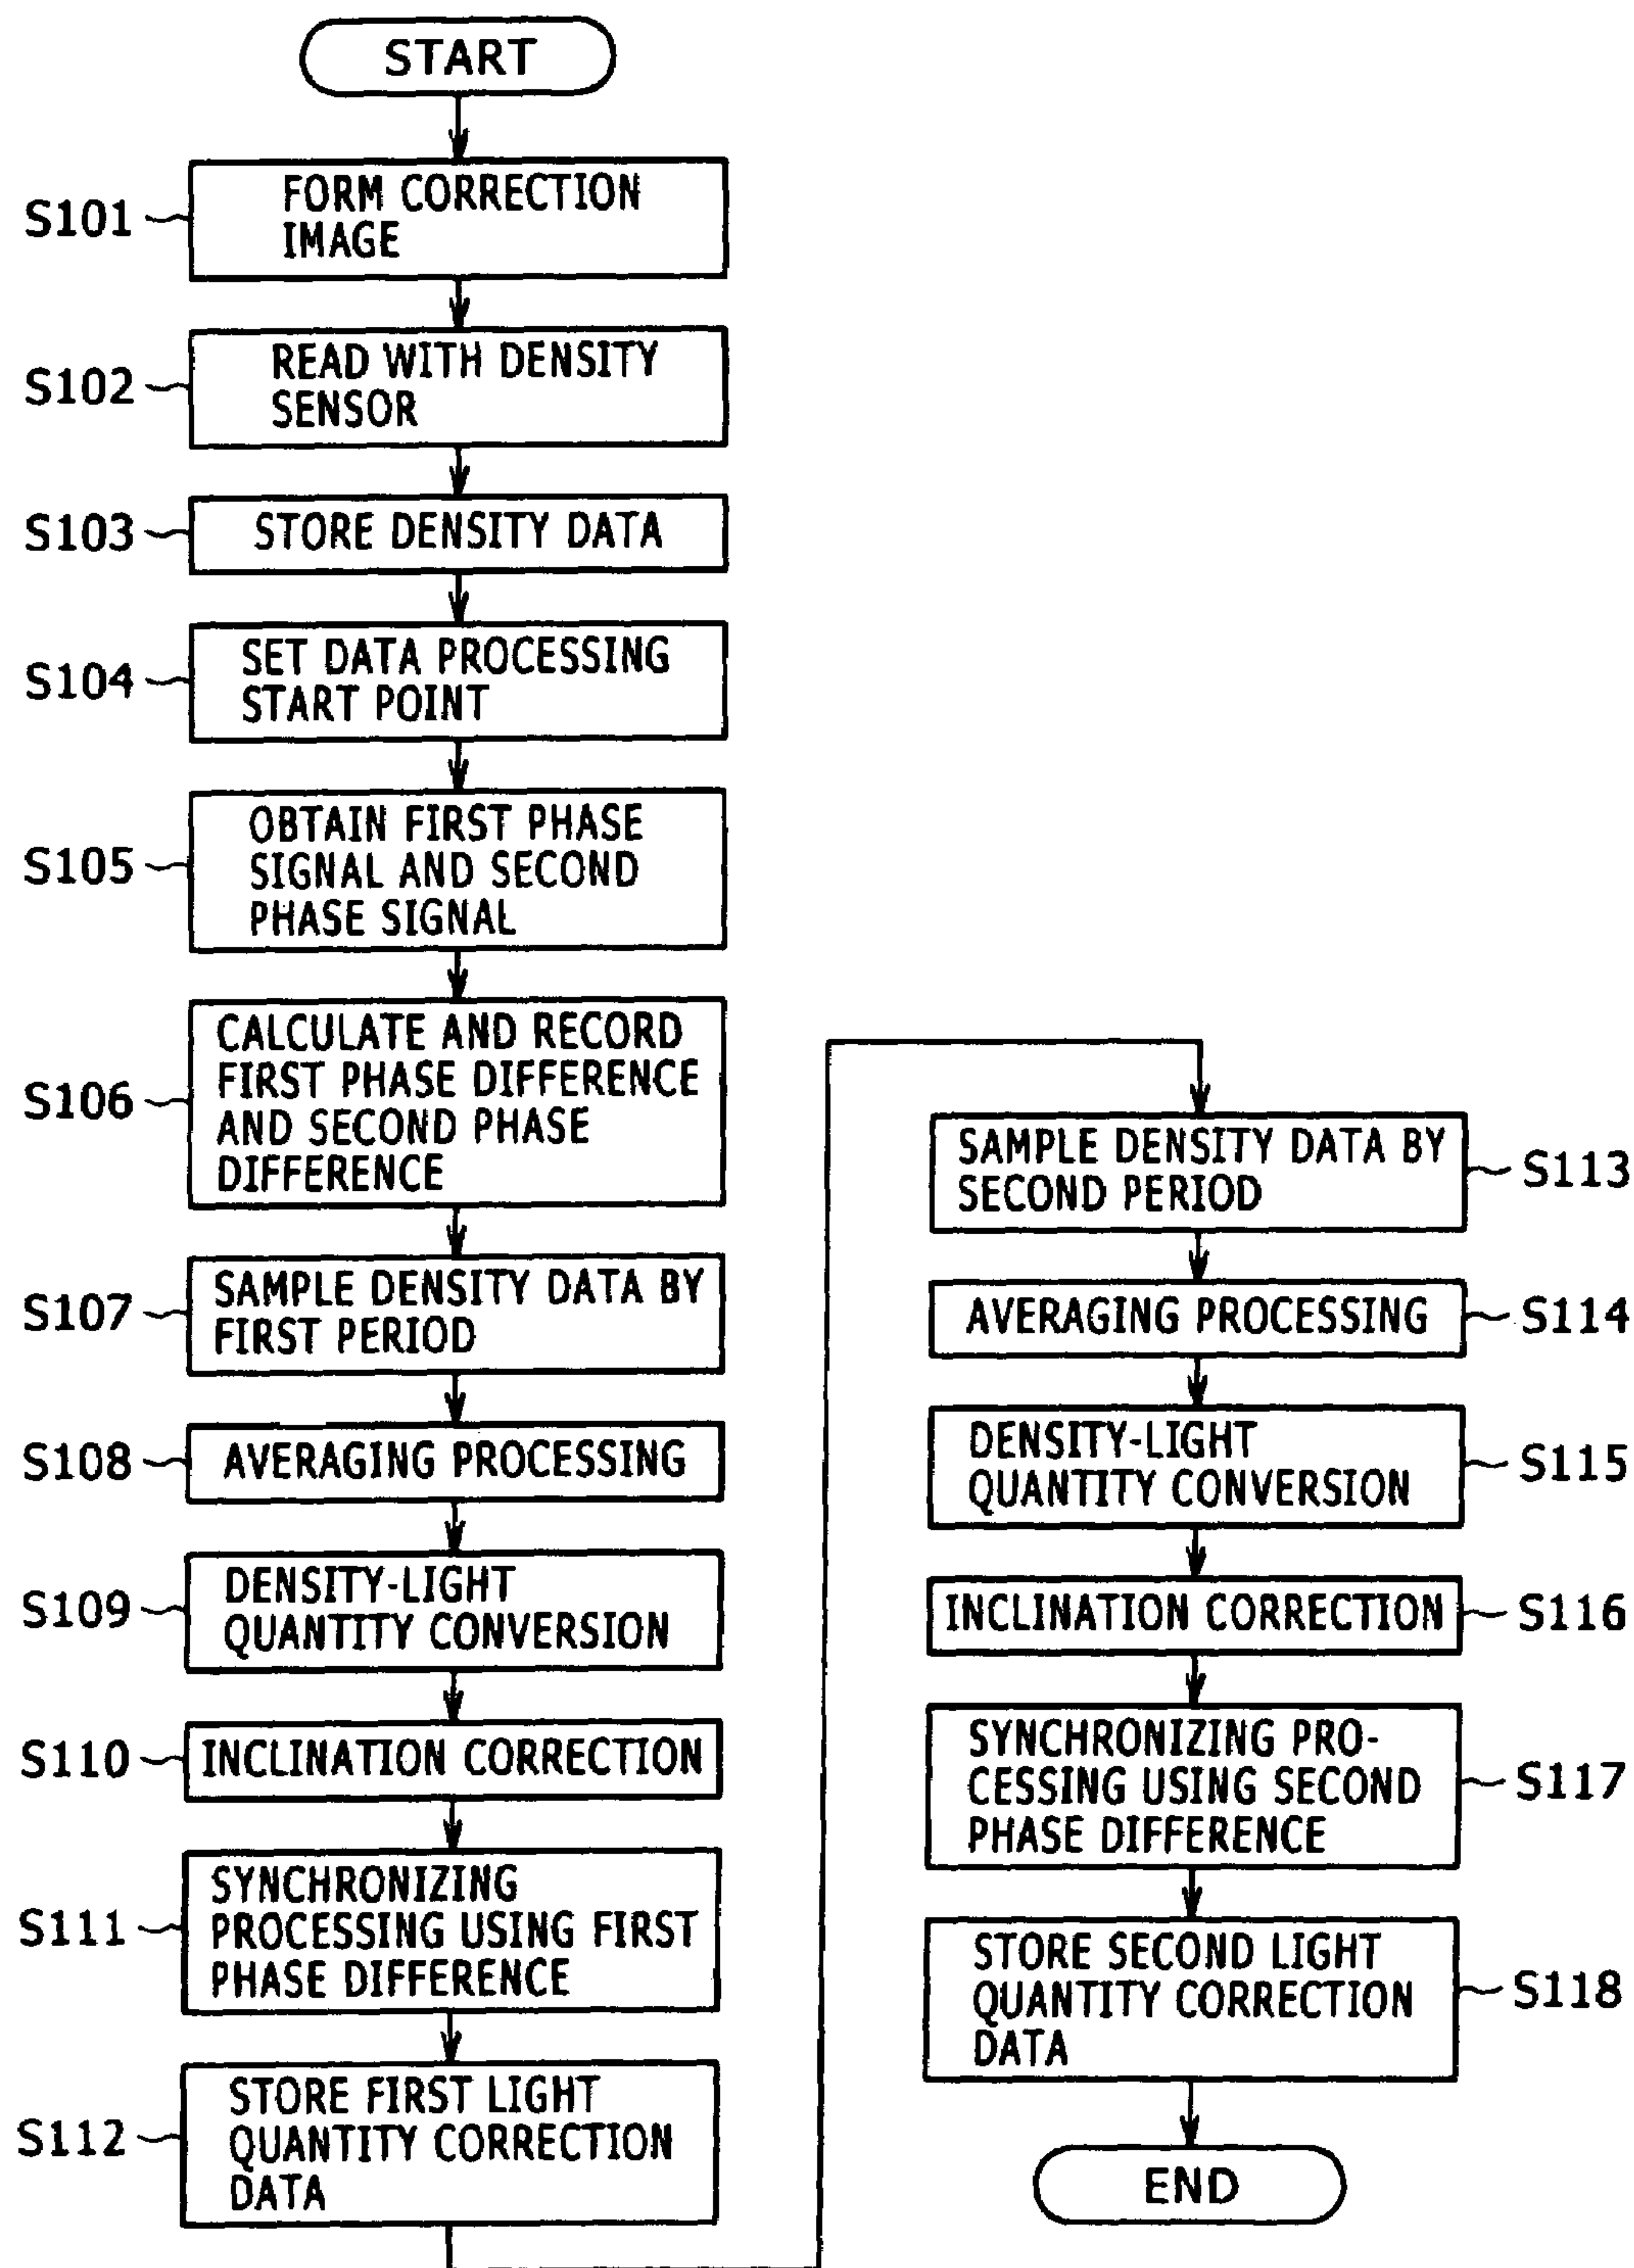 START
S101
FORM CORRECTION
IMAGE
S102
READ WITH DENSITY
SENSOR
S103
STORE DENSITY DATA
S104
SET DATA PROCESSING
START POINT
S105
OBTAIN FIRST PHASE
SIGNAL AND SECOND
PHASE SIGNAL
S106
CALCULATE AND RECORD
FIRST PHASE DIFFERENCE
AND SECOND PHASE
DIFFERENCE
S107
SAMPLE DENSITY DATA BY
FIRST PERIOD
S108
AVERAGING PROCESSING
S109
DENSITY-LIGHT
QUANTITY CONVERSION
S110
INCLINATION CORRECTION
S111
SYNCHRONIZING
PROCESSING USING FIRST
PHASE DIFFERENCE
S112
STORE FIRST LIGHT
QUANTITY CORRECTION
DATA
SAMPLE DENSITY DATA BY
SECOND PERIOD
S113
AVERAGING PROCESSING
S114
DENSITY-LIGHT
QUANTITY CONVERSION
S115
INCLINATION CORRECTION
S116
SYNCHRONIZING PRO-
CESSING USING SECOND
PHASE DIFFERENCE
S117
STORE SECOND LIGHT
QUANTITY CORRECTION
DATA
S118
END